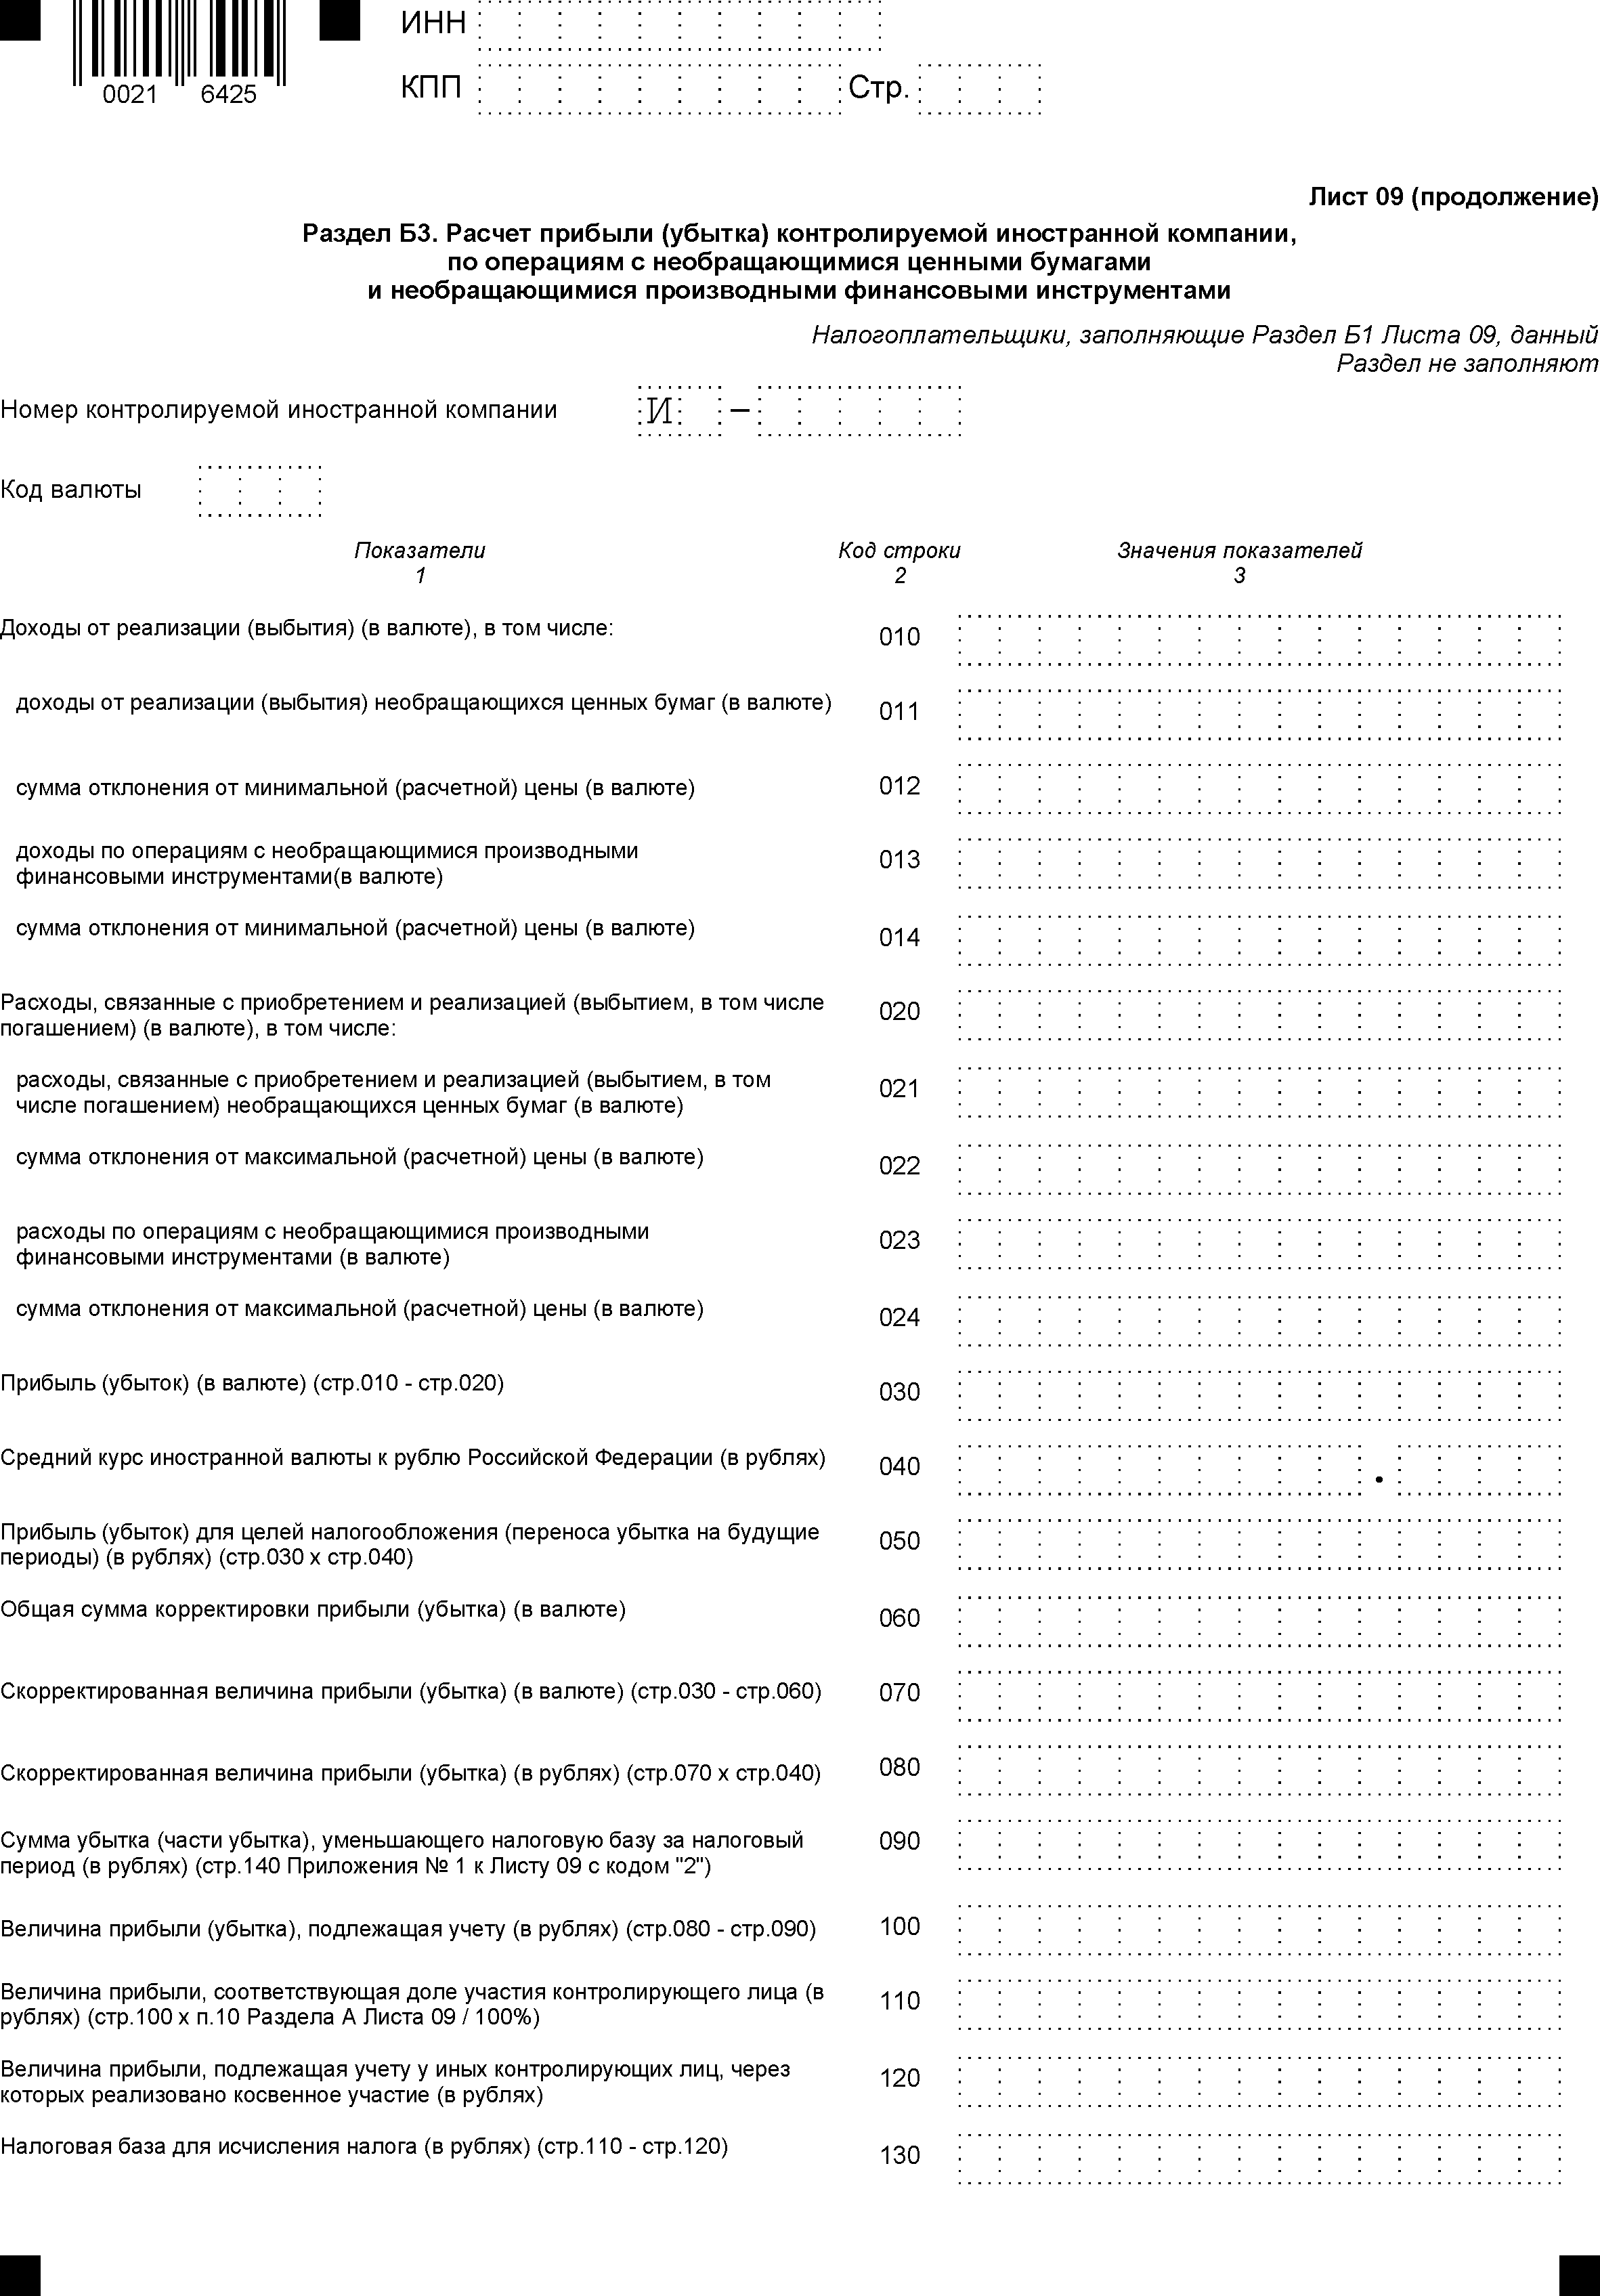 ИНН
0021 6425
КПП Стр.
Лист 09 (продолжение)
Раздел Б3. Расчет прибыли (убытка) контролируемой иностранной компании,
по операциям с необращающимися ценными бумагами
и необращающимися производными финансовыми инструментами
Налогоплательщики, заполняющие Раздел Б1 Листа 09, данный
Раздел не заполняют
Номер контролируемой иностранной компании И –
Код валюты
Показатели Код строки Значения показателей
1 2 3
Доходы от реализации (выбытия) (в валюте), в том числе: 010
доходы от реализации (выбытия) необращающихся ценных бумаг (в валюте) 011
сумма отклонения от минимальной (расчетной) цены (в валюте) 012
доходы по операциям с необращающимися производными 013
финансовыми инструментами(в валюте)
сумма отклонения от минимальной (расчетной) цены (в валюте) 014
Расходы, связанные с приобретением и реализацией (выбытием, в том числе 020
погашением) (в валюте), в том числе:
расходы, связанные с приобретением и реализацией (выбытием, в том 021
числе погашением) необращающихся ценных бумаг (в валюте)
сумма отклонения от максимальной (расчетной) цены (в валюте) 022
расходы по операциям с необращающимися производными 023
финансовыми инструментами (в валюте)
сумма отклонения от максимальной (расчетной) цены (в валюте) 024
Прибыль (убыток) (в валюте) (стр.010 - стр.020) 030
Средний курс иностранной валюты к рублю Российской Федерации (в рублях) 040 .
Прибыль (убыток) для целей налогообложения (переноса убытка на будущие 050
периоды) (в рублях) (стр.030 х стр.040)
Общая сумма корректировки прибыли (убытка) (в валюте) 060
Скорректированная величина прибыли (убытка) (в валюте) (стр.030 - стр.060) 070
Скорректированная величина прибыли (убытка) (в рублях) (стр.070 х стр.040) 080
Сумма убытка (части убытка), уменьшающего налоговую базу за налоговый 090
период (в рублях) (стр.140 Приложения № 1 к Листу 09 с кодом "2")
Величина прибыли (убытка), подлежащая учету (в рублях) (стр.080 - стр.090) 100
Величина прибыли, соответствующая доле участия контролирующего лица (в 110
рублях) (стр.100 х п.10 Раздела А Листа 09 / 100%)
Величина прибыли, подлежащая учету у иных контролирующих лиц, через 120
которых реализовано косвенное участие (в рублях)
Налоговая база для исчисления налога (в рублях) (стр.110 - стр.120) 130